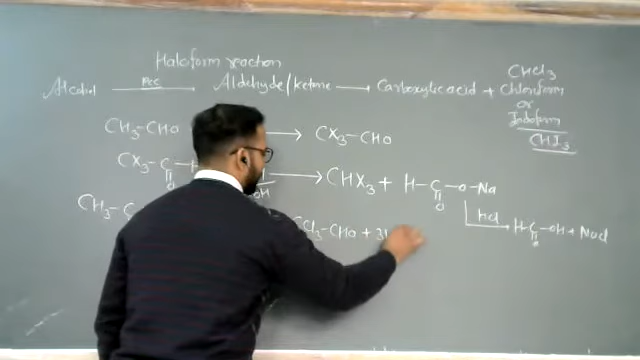 Haloform reaction
Alcohol PCC → Aldehyde/ketone → Carboxylic acid + CHCl3
Chloroform
or
Iodoform
CHI3
CH3-CHO → CX3-CHO
CX3-C-H → CHX3 + H-C-O-Na
O OH O
HCl → H-C-OH + NaCl
O
CH3-C CCl3-CHO + 3